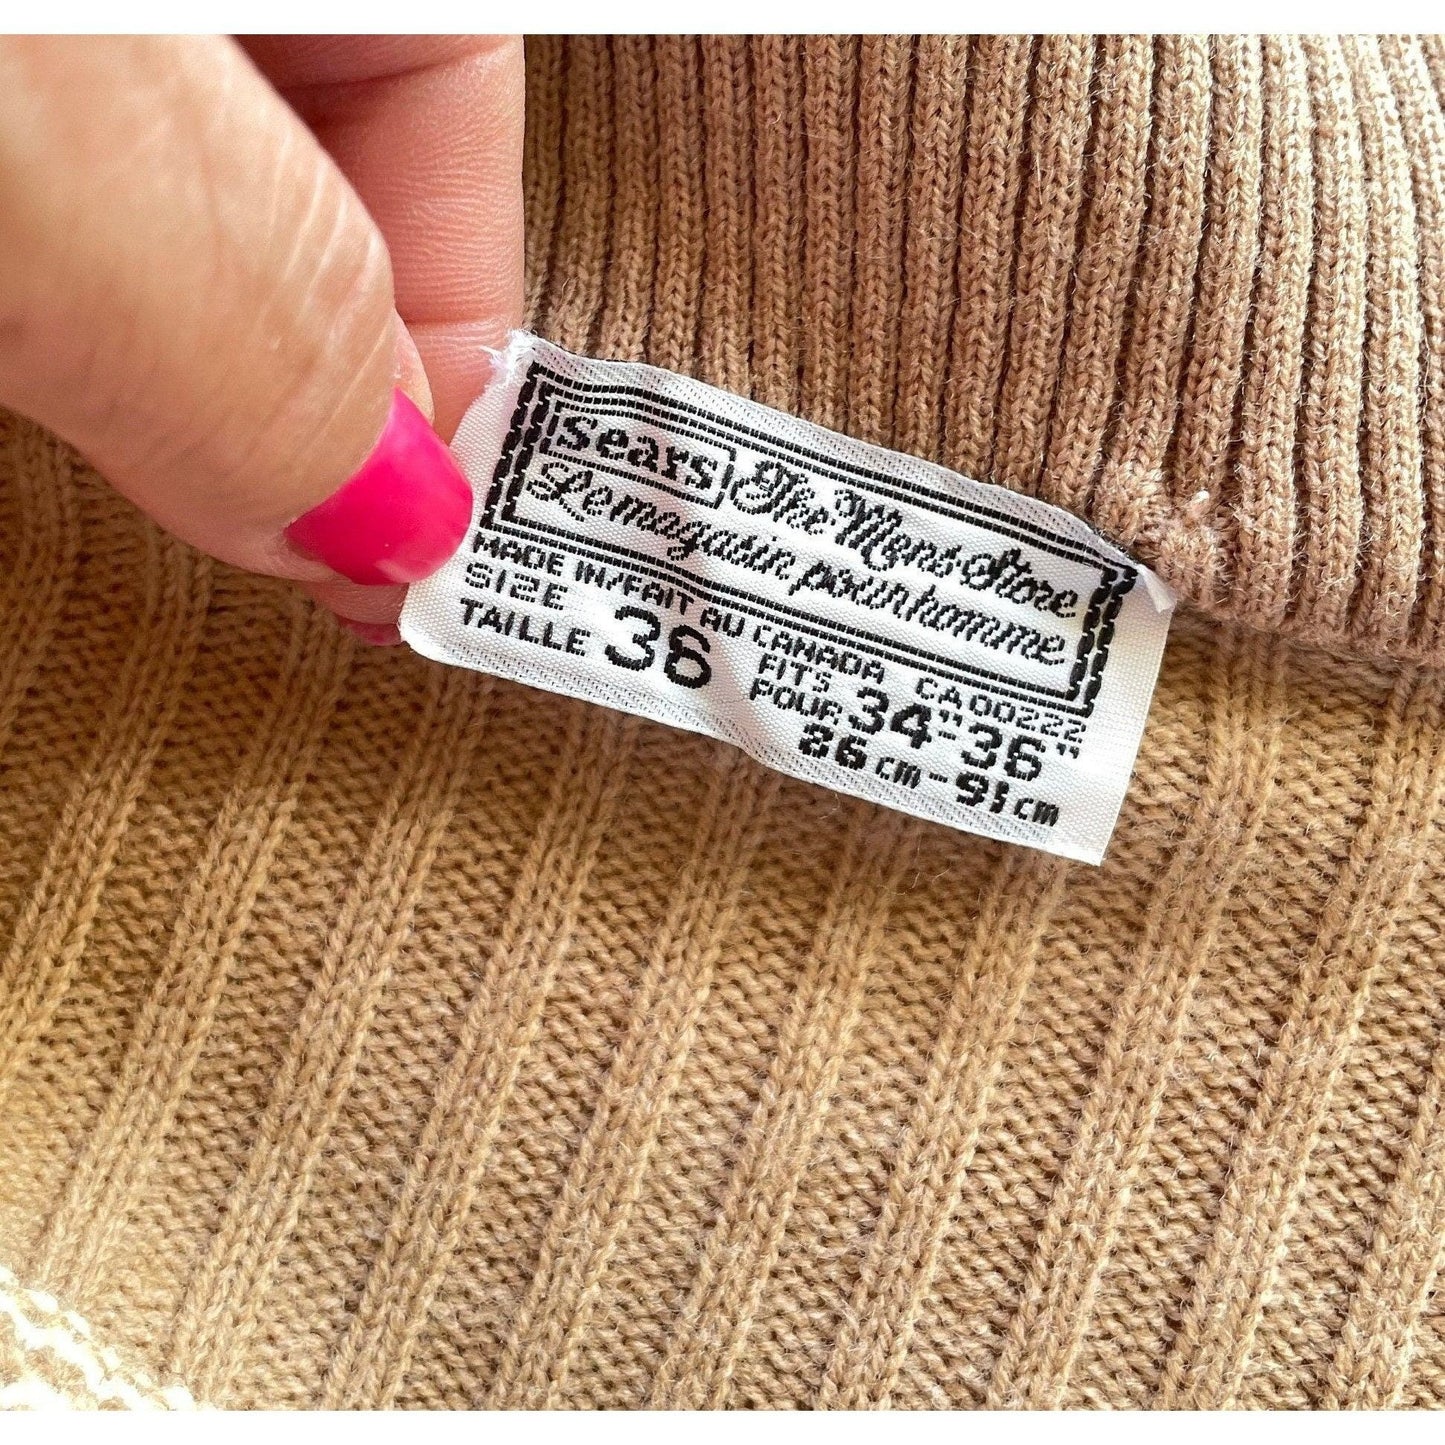 sears The Men's Store
Le magasin pour homme
MADE IN/FAIT AU CANADA CA00222
SIZE
TAILLE 36
FITS
POUR 34"-36"
86 cm - 91 cm